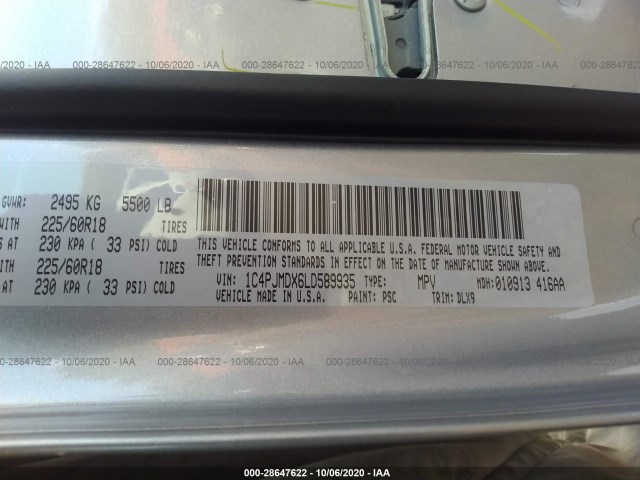 000-28647622 - 10/06/2020 - IAA 000-28647622 - 10/06/2020 - IAA 000-28647622 - 10/06/2020 - IAA
GVWR: 2495 KG 5500 LB
WITH 225/60R18 TIRES
AT 230 KPA ( 33 PSI) COLD
225/60R18 TIRES
AT 230 KPA ( 33 PSI) COLD
THIS VEHICLE CONFORMS TO ALL APPLICABLE U.S.A. FEDERAL MOTOR VEHICLE SAFETY AND
THEFT PREVENTION STANDARDS IN EFFECT ON THE DATE OF MANUFACTURE SHOWN ABOVE.
VIN: 1C4PJMDX6LD589935 TYPE: MPV MDH: 010913 416AA
VEHICLE MADE IN U.S.A. PAINT: PSC TRIM: DLX9
000-28647622 - 10/06/2020 - IAA 000-28647622 - 10/06/2020 - IAA 000-28647622 - 10/06/2020 - IAA
000-28647622 - 10/06/2020 - IAA